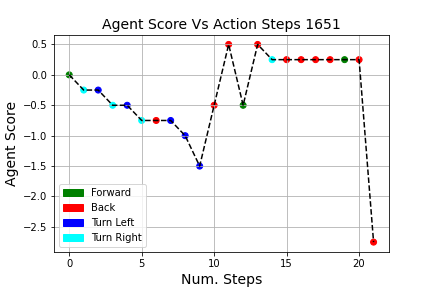 Agent Score Vs Action Steps 1651
Agent Score
0.5
0.0
−0.5
−1.0
−1.5
−2.0
−2.5
Forward
Back
Turn Left
Turn Right
0 5 10 15 20
Num. Steps